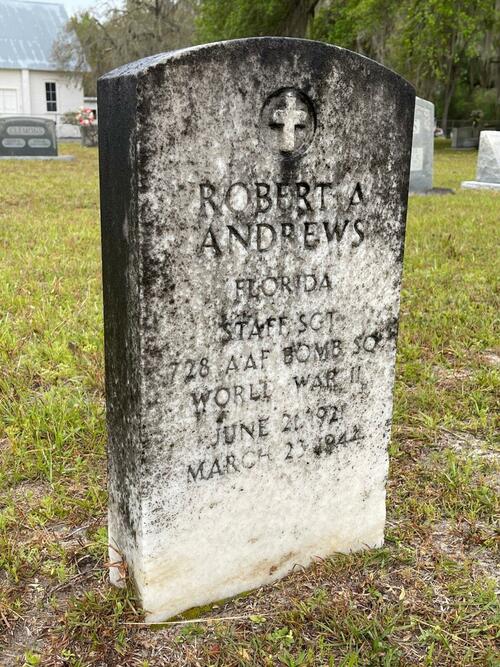 ROBERT A
ANDREWS
FLORIDA
STAFF SGT
728 AAF BOMB SQ
WORLD WAR II
JUNE 21 1921
MARCH 23 1944